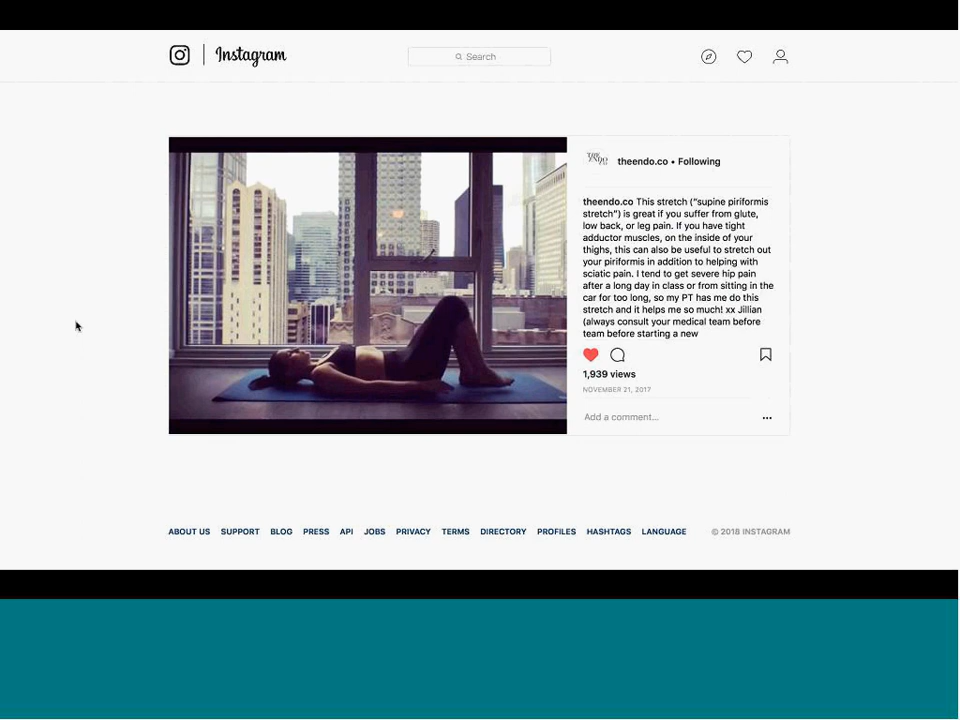 Instagram
Search
THE ENDO CO
theendo.co • Following
theendo.co This stretch (“supine piriformis
stretch”) is great if you suffer from glute,
low back, or leg pain. If you have tight
adductor muscles, on the inside of your
thighs, this can also be useful to stretch out
your piriformis in addition to helping with
sciatic pain. I tend to get severe hip pain
after a long day in class or from sitting in the
car for too long, so my PT has me do this
stretch and it helps me so much! xx Jillian
(always consult your medical team before
team before starting a new
1,939 views
NOVEMBER 21, 2017
Add a comment...
ABOUT US SUPPORT BLOG PRESS API JOBS PRIVACY TERMS DIRECTORY PROFILES HASHTAGS LANGUAGE © 2018 INSTAGRAM